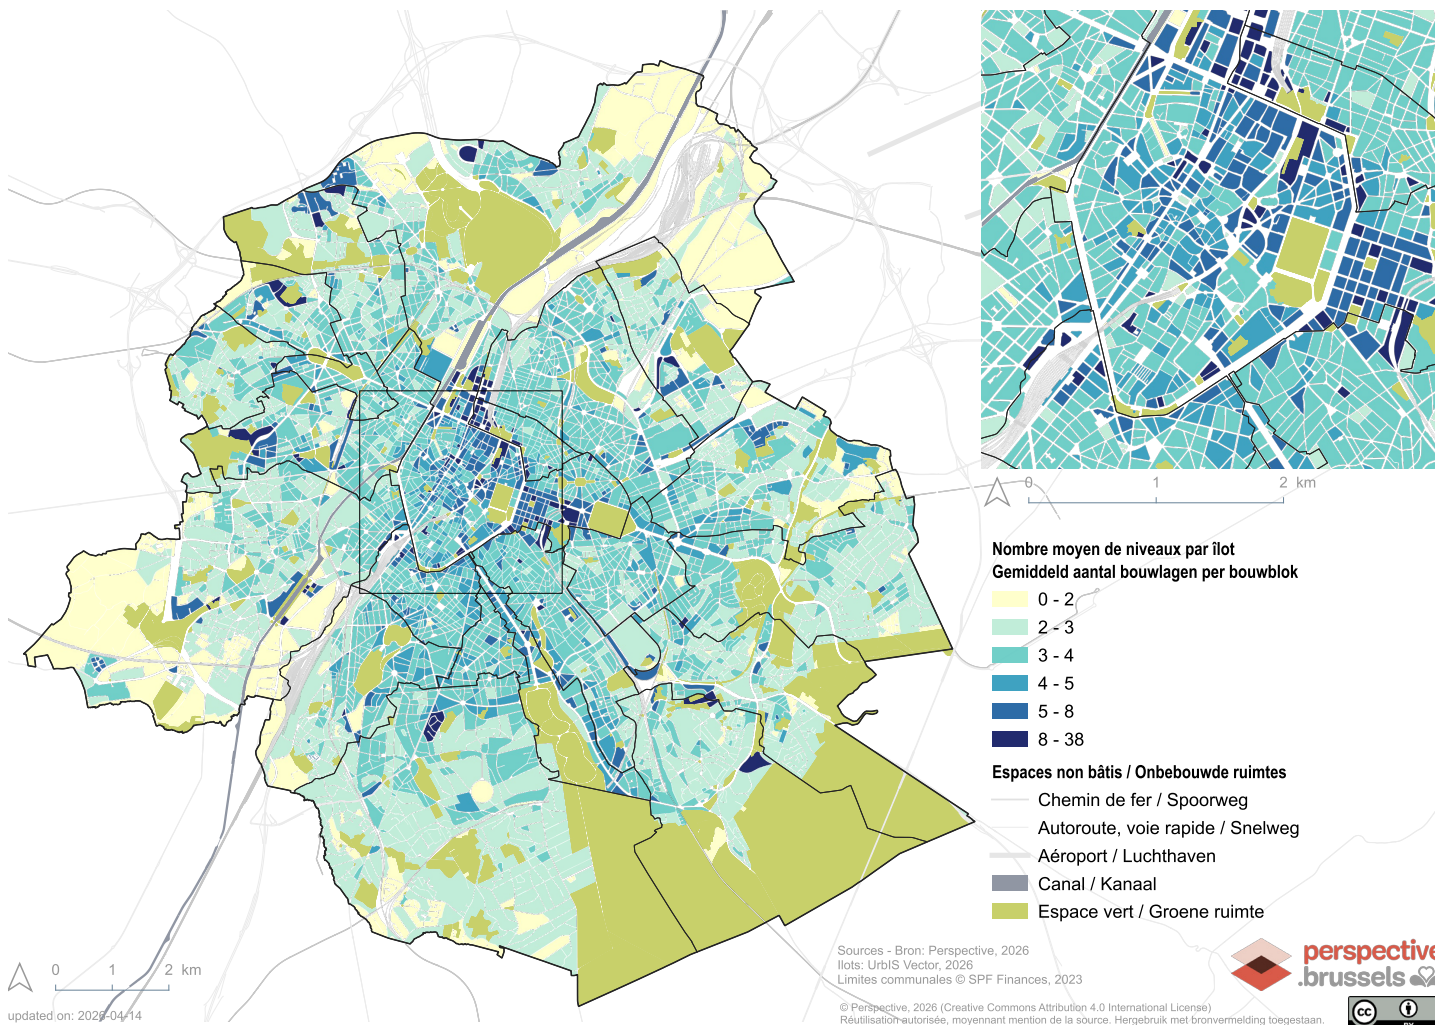 0 1 2 km
Nombre moyen de niveaux par îlot
Gemiddeld aantal bouwlagen per bouwblok
0 - 2
2 - 3
3 - 4
4 - 5
5 - 8
8 - 38
Espaces non bâtis / Onbebouwde ruimtes
Chemin de fer / Spoorweg
Autoroute, voie rapide / Snelweg
Aéroport / Luchthaven
Canal / Kanaal
Espace vert / Groene ruimte
Sources - Bron: Perspective, 2026
Ilots: UrbIS Vector, 2026
Limites communales © SPF Finances, 2023
perspective
.brussels
0 1 2 km
updated on: 2026-04-14
© Perspective, 2026 (Creative Commons Attribution 4.0 International License)
Réutilisation autorisée, moyennant mention de la source. Hergebruik met bronvermelding toegestaan.
cc